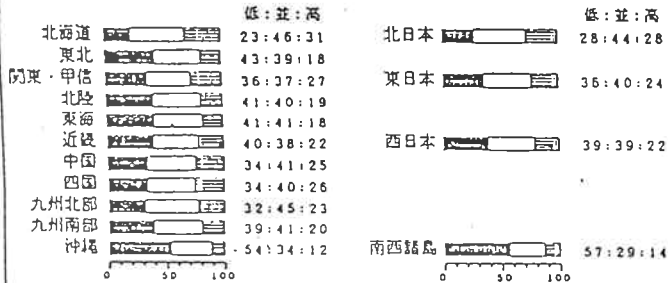 低:並:高
北海道 23:46:31
東北 43:39:18
関東・甲信 36:37:27
北陸 41:40:19
東海 41:41:18
近畿 40:38:22
中国 34:41:25
四国 34:40:26
九州北部 32:45:23
九州南部 39:41:20
沖縄 54:34:12
0 50 100
低:並:高
北日本 28:44:28
東日本 36:40:24
西日本 39:39:22
南西諸島 57:29:14
0 50 100